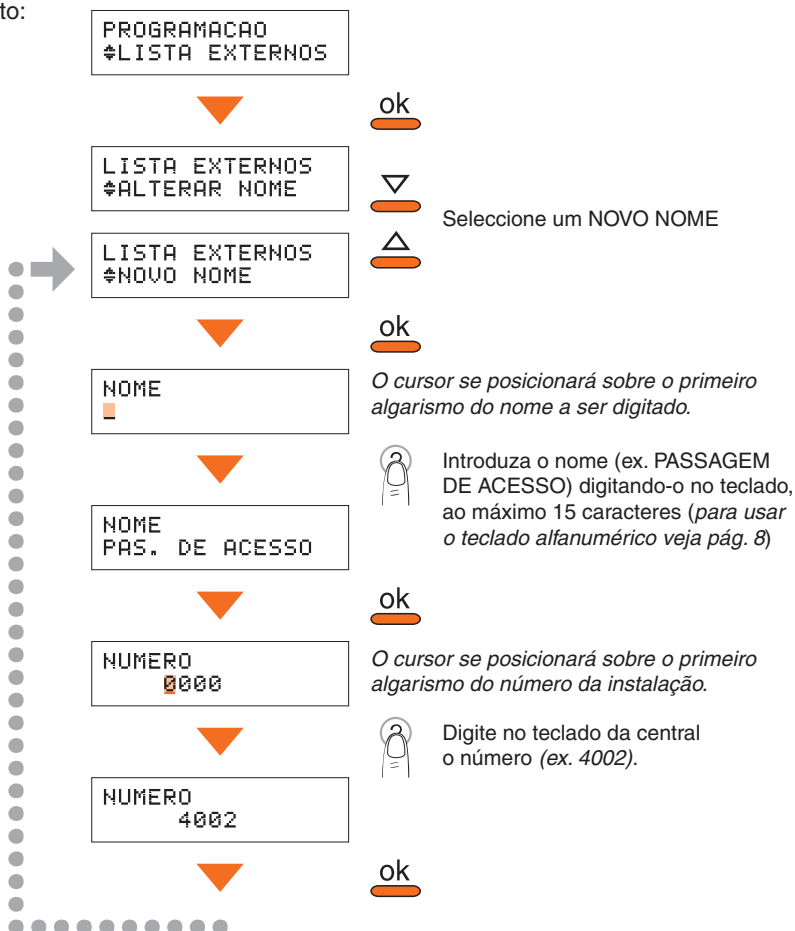 to:
PROGRAMACAO
LISTA EXTERNOS
ok
LISTA EXTERNOS
ALTERAR NOME
Seleccione um NOVO NOME
LISTA EXTERNOS
NOVO NOME
ok
NOME
_
O cursor se posicionará sobre o primeiro
algarismo do nome a ser digitado.
Introduza o nome (ex. PASSAGEM
DE ACESSO) digitando-o no teclado,
ao máximo 15 caracteres (para usar
o teclado alfanumérico veja pág. 8)
NOME
PAS. DE ACESSO
ok
NUMERO
0000
O cursor se posicionará sobre o primeiro
algarismo do número da instalação.
Digite no teclado da central
o número (ex. 4002).
NUMERO
4002
ok